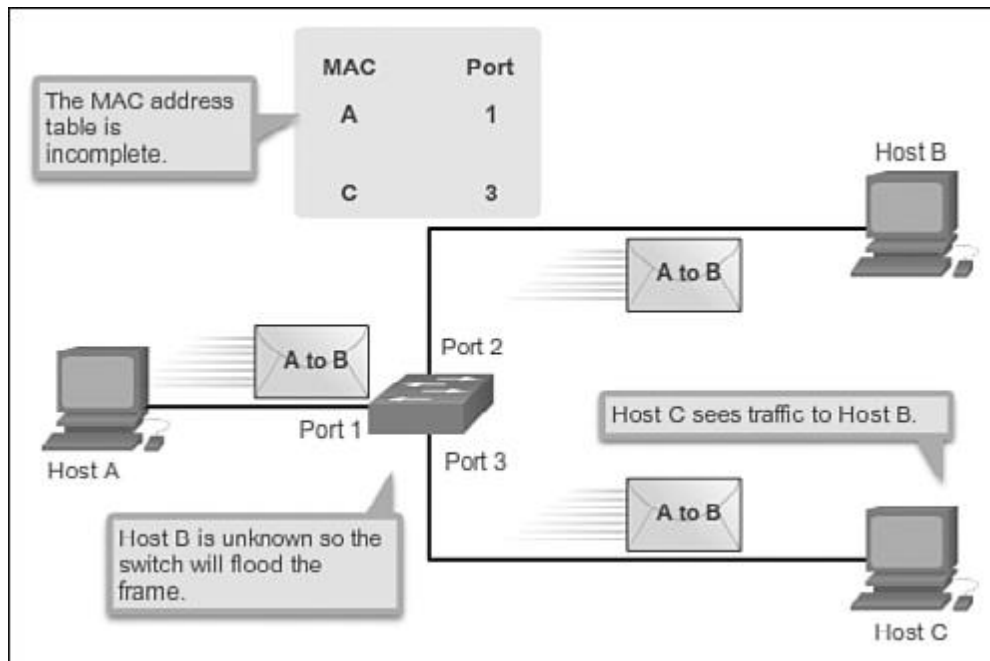 The MAC address
table is
incomplete.
MAC Port
A 1
C 3
Host B
A to B
A to B
Port 2
Port 1
Host A
Port 3
Host C sees traffic to Host B.
A to B
Host B is unknown so the
switch will flood the
frame.
Host C